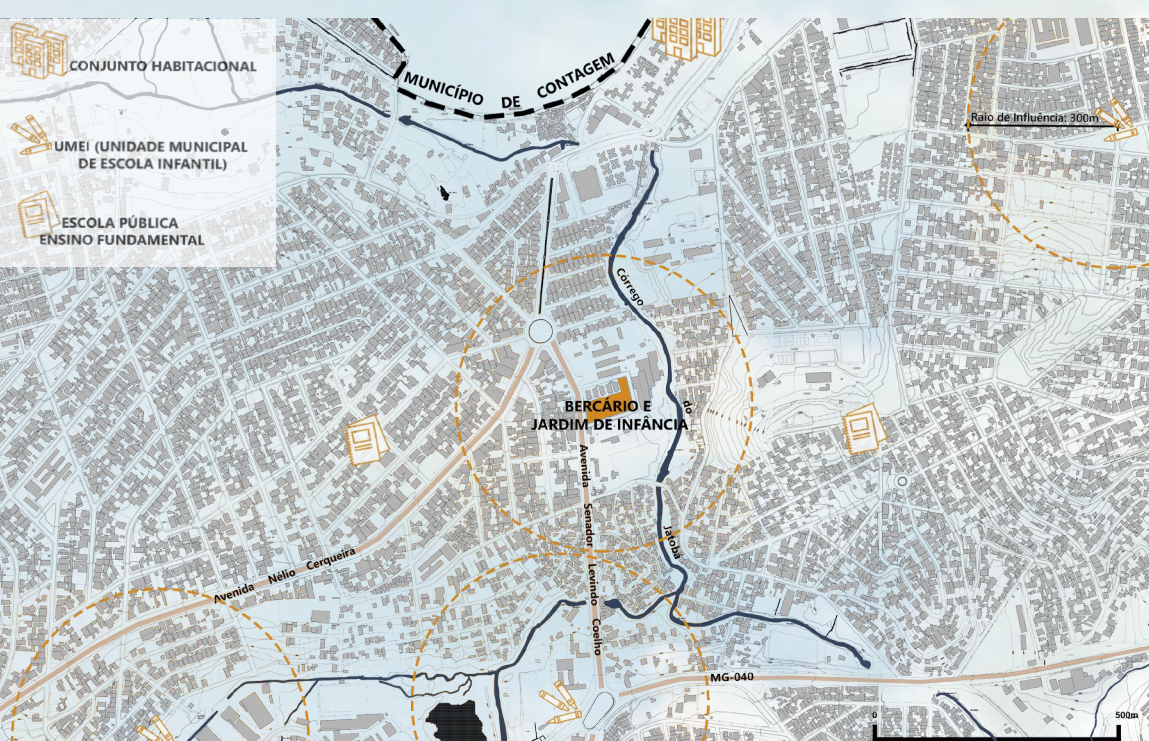 CONJUNTO HABITACIONAL
UMEI (UNIDADE MUNICIPAL
DE ESCOLA INFANTIL)
ESCOLA PÚBLICA
ENSINO FUNDAMENTAL
MUNICÍPIO DE CONTAGEM
Raio de Influência: 300m
Córrego do Jatobá
BERCÁRIO E
JARDIM DE INFÂNCIA
Avenida Senador Levindo Coelho
Avenida Nélio Cerqueira
MG-040
0 500m